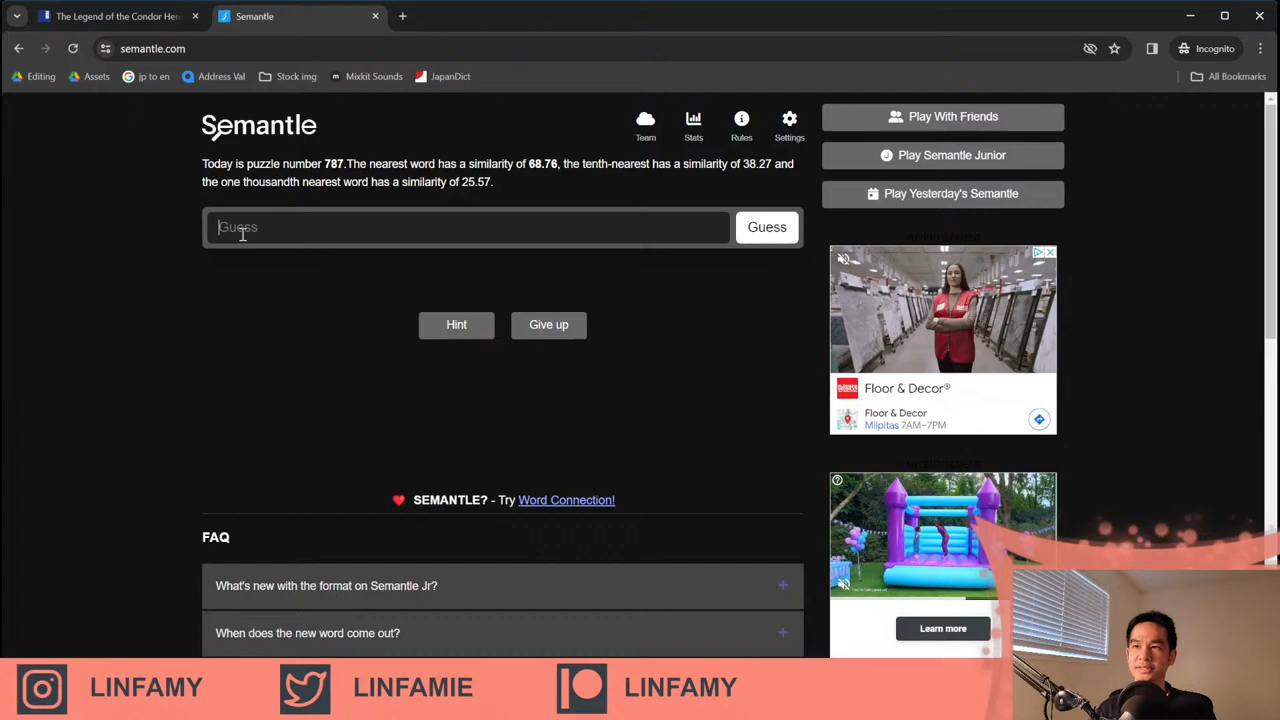 The Legend of the Condor Her
Semantle
semantle.com
Incognito
Editing
Assets
jp to en
Address Val
Stock img
Mixkit Sounds
JapanDict
All Bookmarks
Semantle
Team
Stats
Rules
Settings
Today is puzzle number 787.The nearest word has a similarity of 68.76, the tenth-nearest has a similarity of 38.27 and
the one thousandth nearest word has a similarity of 25.57.
Guess
Guess
Hint
Give up
SEMANTLE? - Try Word Connection!
FAQ
What's new with the format on Semantle Jr?
When does the new word come out?
Play With Friends
Play Semantle Junior
Play Yesterday's Semantle
Floor & Decor®
Floor & Decor
Milpitas 7AM–7PM
Learn more
LINFAMY
LINFAMIE
LINFAMY